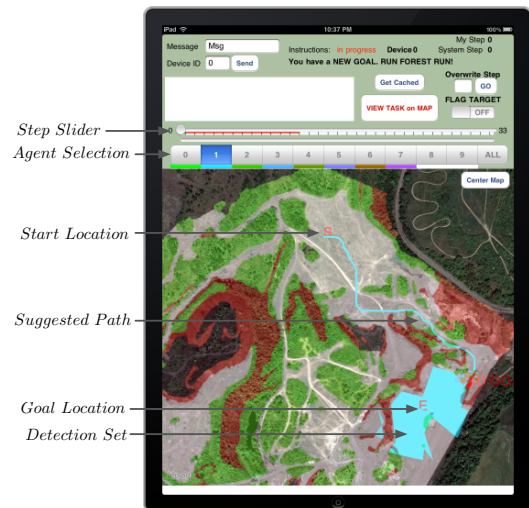 iPad 10:37 PM 100%
Message Msg Instructions: in progress Device 0 My Step 0
System Step 0
Device ID 0 Send You have a NEW GOAL. RUN FOREST RUN!
Get Cached Overwrite Step
GO
VIEW TASK on MAP FLAG TARGET
OFF
Step Slider 0 33
Agent Selection 0 1 2 3 4 5 6 7 8 9 ALL
Center Map
Start Location S
Suggested Path
Goal Location E
Detection Set